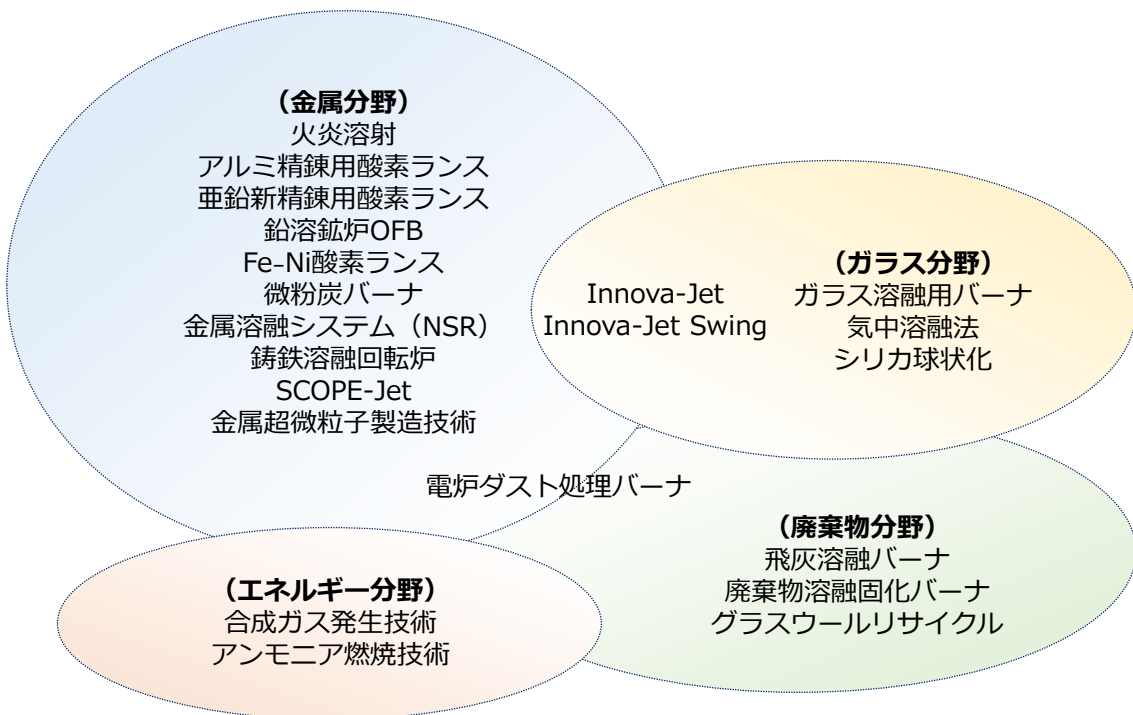 (金属分野)
火炎溶射
アルミ精錬用酸素ランス
亜鉛新精錬用酸素ランス
鉛溶鉱炉OFB
Fe-Ni酸素ランス
微粉炭バーナ
金属溶融システム（NSR）
鋳鉄溶融回転炉
SCOPE-Jet
金属超微粒子製造技術
Innova-Jet
Innova-Jet Swing
(ガラス分野)
ガラス溶融用バーナ
気中溶融法
シリカ球状化
電炉ダスト処理バーナ
(廃棄物分野)
飛灰溶融バーナ
廃棄物溶融固化バーナ
グラスウールリサイクル
(エネルギー分野)
合成ガス発生技術
アンモニア燃焼技術